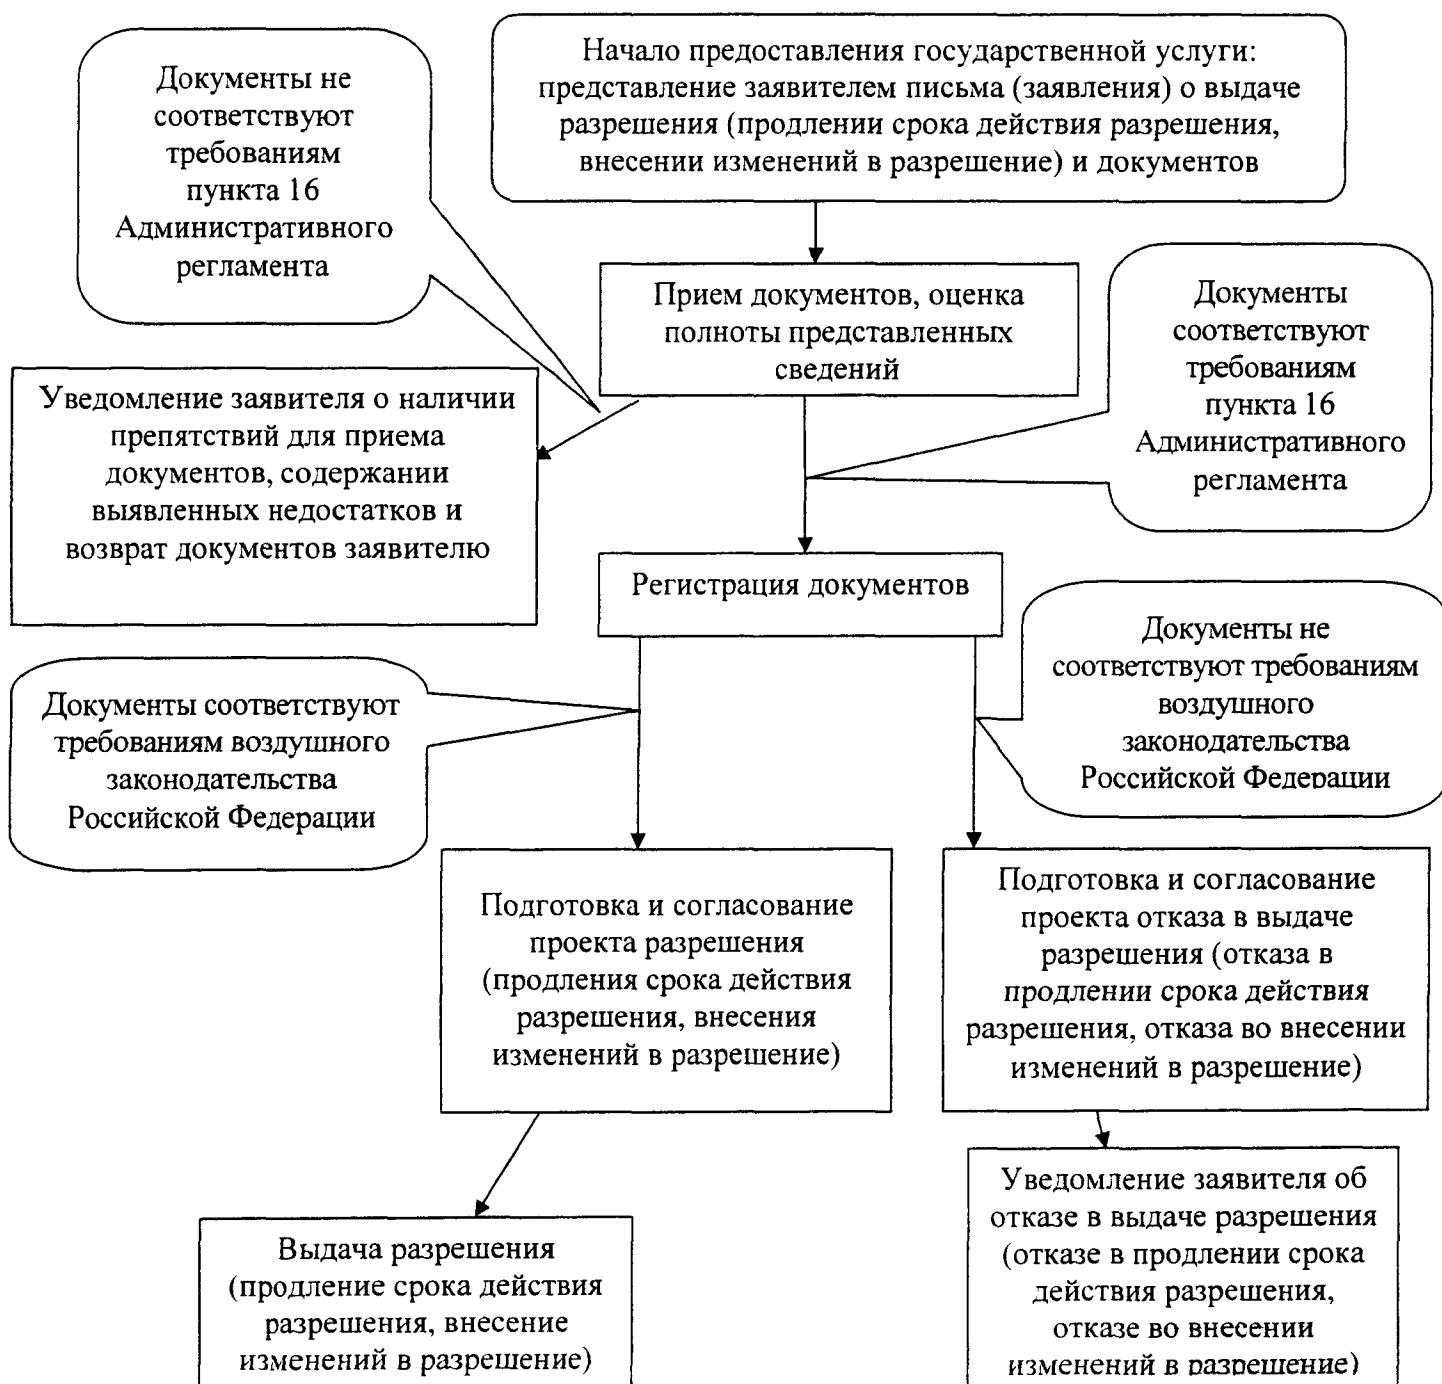 Начало предоставления государственной услуги:
представление заявителем письма (заявления) о выдаче
разрешения (продлении срока действия разрешения,
внесении изменений в разрешение) и документов
Документы не
соответствуют
требованиям
пункта 16
Административного
регламента
Прием документов, оценка
полноты представленных
сведений
Документы
соответствуют
требованиям
пункта 16
Административного
регламента
Уведомление заявителя о наличии
препятствий для приема
документов, содержании
выявленных недостатков и
возврат документов заявителю
Регистрация документов
Документы не
соответствуют требованиям
воздушного
законодательства
Российской Федерации
Документы соответствуют
требованиям воздушного
законодательства
Российской Федерации
Подготовка и согласование
проекта разрешения
(продления срока действия
разрешения, внесения
изменений в разрешение)
Подготовка и согласование
проекта отказа в выдаче
разрешения (отказа в
продлении срока действия
разрешения, отказа во внесении
изменений в разрешение)
Выдача разрешения
(продление срока действия
разрешения, внесение
изменений в разрешение)
Уведомление заявителя об
отказе в выдаче разрешения
(отказе в продлении срока
действия разрешения,
отказе во внесении
изменений в разрешение)